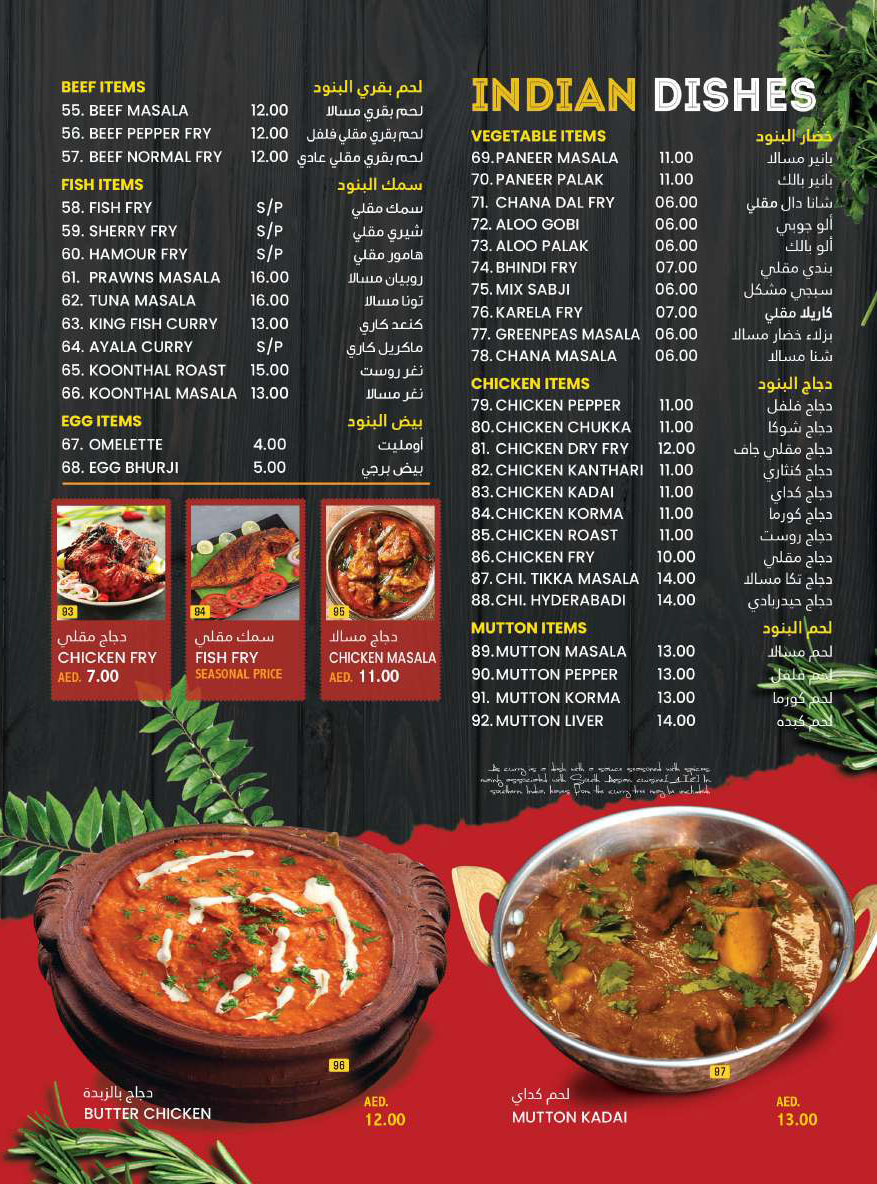 BEEF ITEMS لحم بقري البنود
55. BEEF MASALA 12.00 لحم بقري مسالا
56. BEEF PEPPER FRY 12.00 لحم بقري مقلي فلفل
57. BEEF NORMAL FRY 12.00 لحم بقري مقلي عادي
FISH ITEMS سمك البنود
58. FISH FRY S/P سمك مقلي
59. SHERRY FRY S/P شيري مقلي
60. HAMOUR FRY S/P هامور مقلي
61. PRAWNS MASALA 16.00 روبيان مسالا
62. TUNA MASALA 16.00 تونا مسالا
63. KING FISH CURRY 13.00 كنعد كاري
64. AYALA CURRY S/P ماكريل كاري
65. KOONTHAL ROAST 15.00 نغر روست
66. KOONTHAL MASALA 13.00 نغر مسالا
EGG ITEMS بيض البنود
67. OMELETTE 4.00 أومليت
68. EGG BHURJI 5.00 بيض برجي
93
دجاج مقلي
CHICKEN FRY
AED. 7.00
94
سمك مقلي
FISH FRY
SEASONAL PRICE
95
دجاج مسالا
CHICKEN MASALA
AED. 11.00
INDIAN DISHES
VEGETABLE ITEMS خضار البنود
69. PANEER MASALA 11.00 بانير مسالا
70. PANEER PALAK 11.00 بانير بالك
71. CHANA DAL FRY 06.00 شانا دال مقلي
72. ALOO GOBI 06.00 ألو جوبي
73. ALOO PALAK 06.00 ألو بالك
74. BHINDI FRY 07.00 بندي مقلي
75. MIX SABJI 06.00 سبجي مشكل
76. KARELA FRY 07.00 كاريلا مقلي
77. GREENPEAS MASALA 06.00 بزلاء خضار مسالا
78. CHANA MASALA 06.00 شنا مسالا
CHICKEN ITEMS دجاج البنود
79. CHICKEN PEPPER 11.00 دجاج فلفل
80. CHICKEN CHUKKA 11.00 دجاج شوكا
81. CHICKEN DRY FRY 12.00 دجاج مقلي جاف
82. CHICKEN KANTHARI 11.00 دجاج كنثاري
83. CHICKEN KADAI 11.00 دجاج كداي
84. CHICKEN KORMA 11.00 دجاج كورما
85. CHICKEN ROAST 11.00 دجاج روست
86. CHICKEN FRY 10.00 دجاج مقلي
87. CHI. TIKKA MASALA 14.00 دجاج تكا مسالا
88. CHI. HYDERABADI 14.00 دجاج حيدربادي
MUTTON ITEMS لحم البنود
89. MUTTON MASALA 13.00 لحم مسالا
90. MUTTON PEPPER 13.00 لحم فلفل
91. MUTTON KORMA 13.00 لحم كورما
92. MUTTON LIVER 14.00 لحم كبده
curry is a dish with a sauce seasoned with spices,
mainly associated with South Asian cuisine. In
southern India, leaves from the curry tree may be included
96
دجاج بالزبدة
BUTTER CHICKEN
AED.
12.00
97
لحم كداي
MUTTON KADAI
AED.
13.00